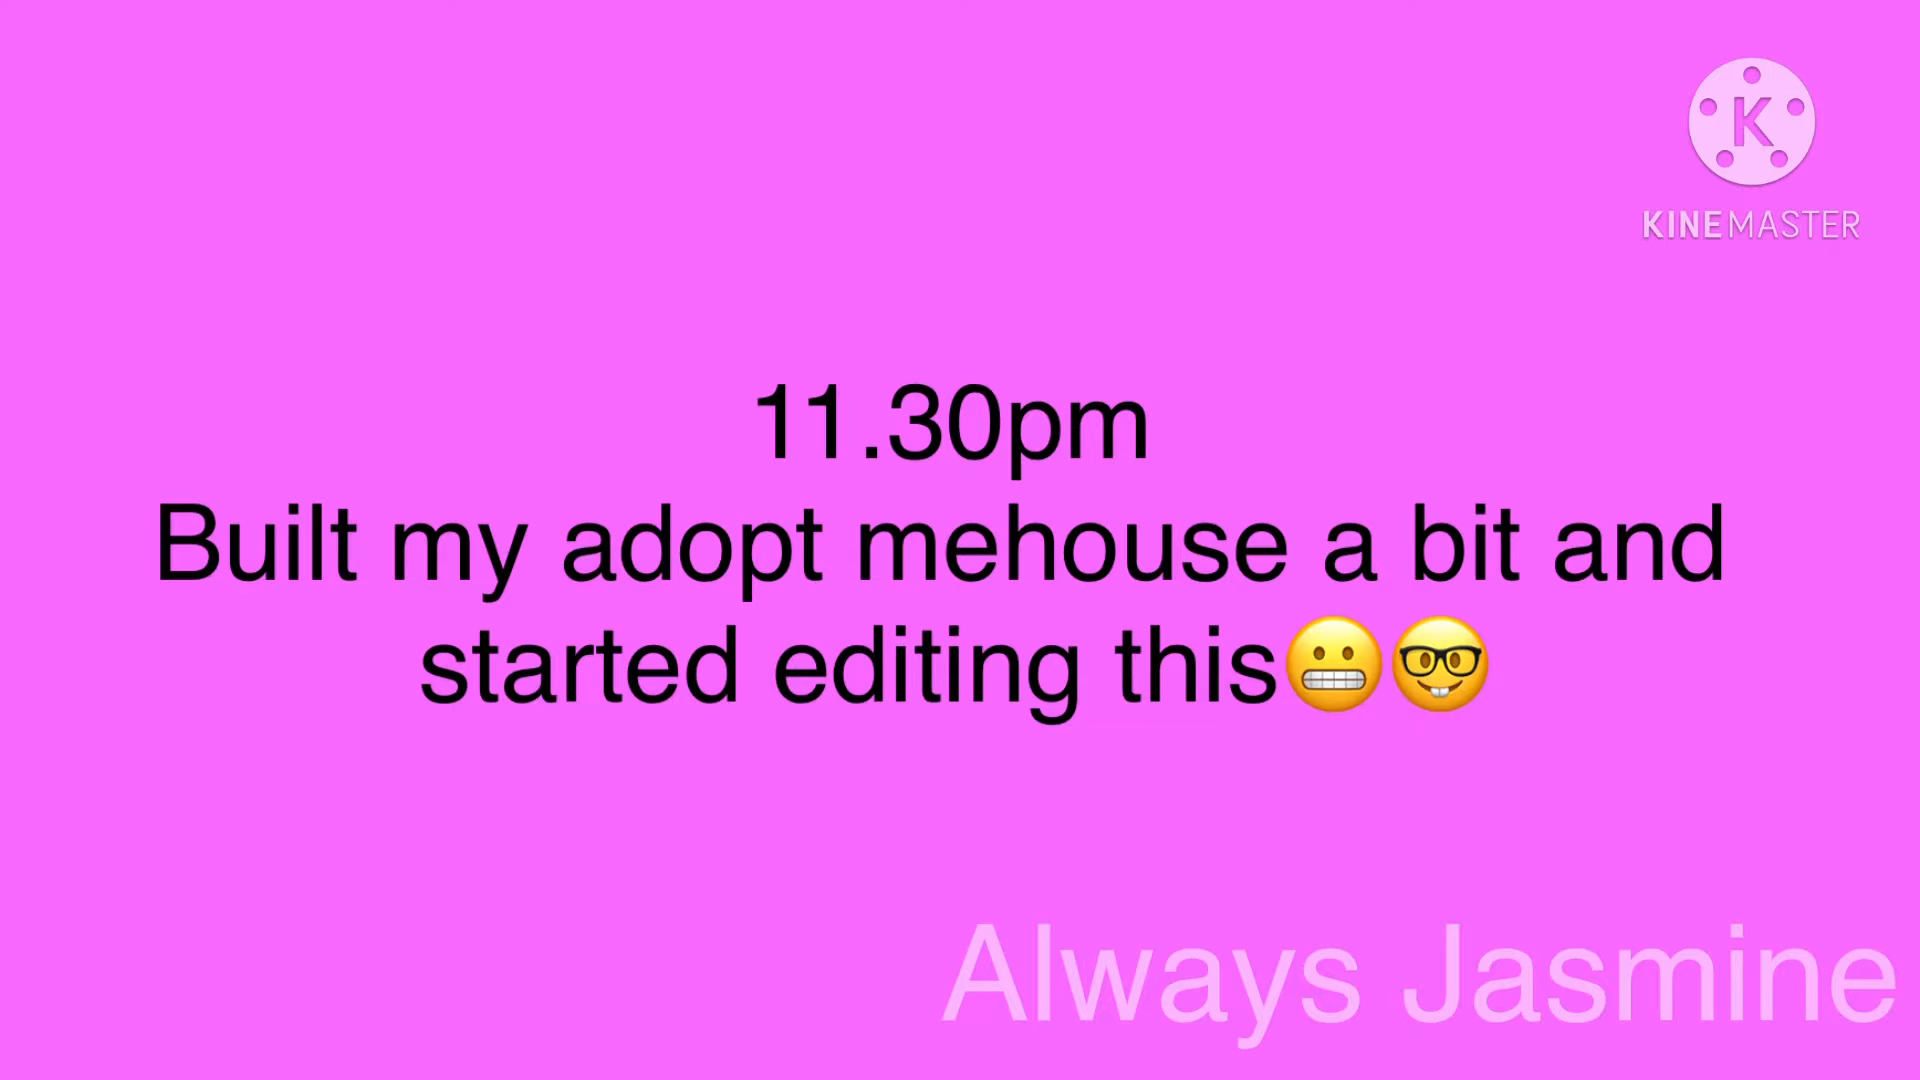 K
KINEMASTER
11.30pm
Built my adopt mehouse a bit and
started editing this😬🤓
Always Jasmine